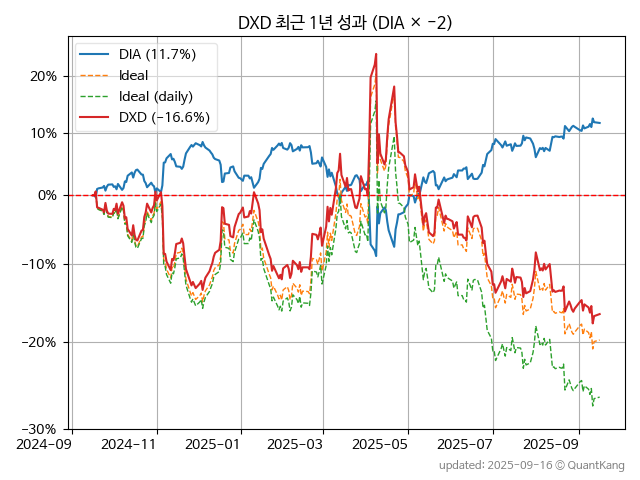 DXD 최근 1년 성과 (DIA × −2)
DIA (11.7%)
Ideal
Ideal (daily)
DXD (−16.6%)
20%
10%
0%
−10%
−20%
−30%
2024-09
2024-11
2025-01
2025-03
2025-05
2025-07
2025-09
updated: 2025-09-16 © QuantKang